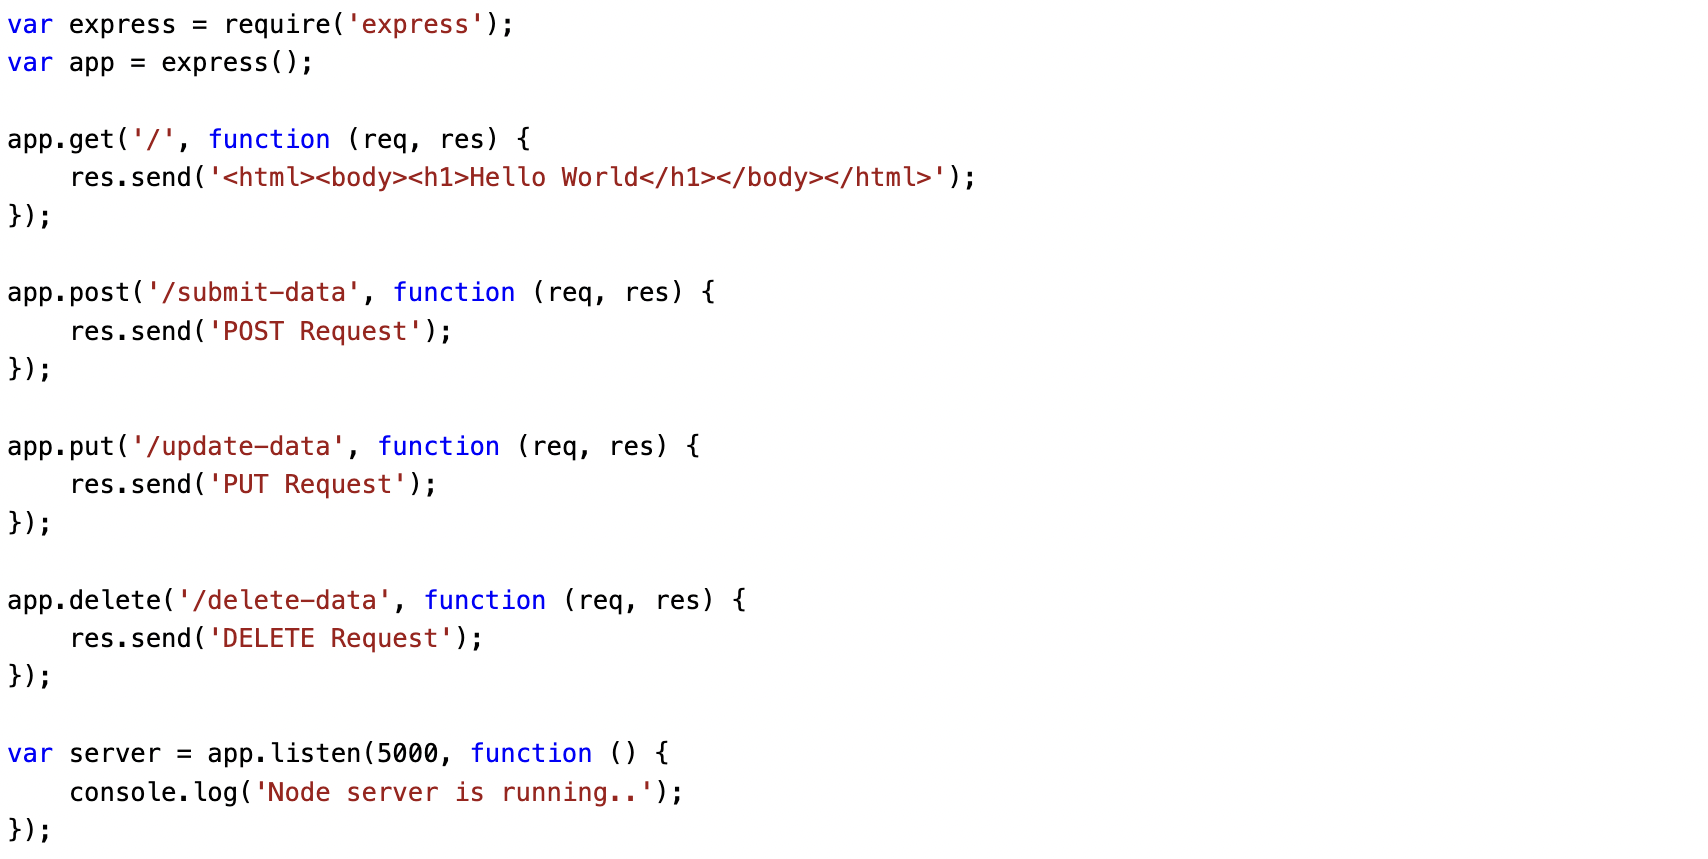 var express = require('express');
var app = express();

app.get('/', function (req, res) {
    res.send('<html><body><h1>Hello World</h1></body></html>');
});

app.post('/submit-data', function (req, res) {
    res.send('POST Request');
});

app.put('/update-data', function (req, res) {
    res.send('PUT Request');
});

app.delete('/delete-data', function (req, res) {
    res.send('DELETE Request');
});

var server = app.listen(5000, function () {
    console.log('Node server is running..');
});